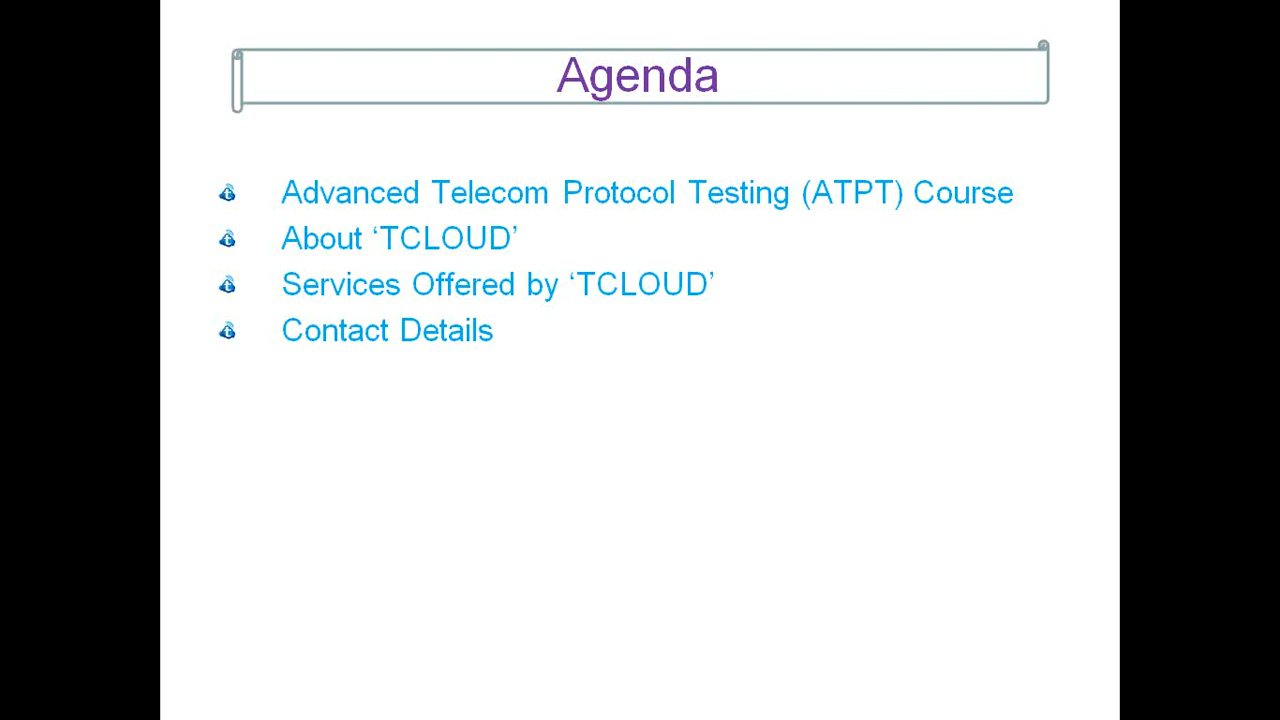 Agenda
Advanced Telecom Protocol Testing (ATPT) Course
About ‘TCLOUD’
Services Offered by ‘TCLOUD’
Contact Details